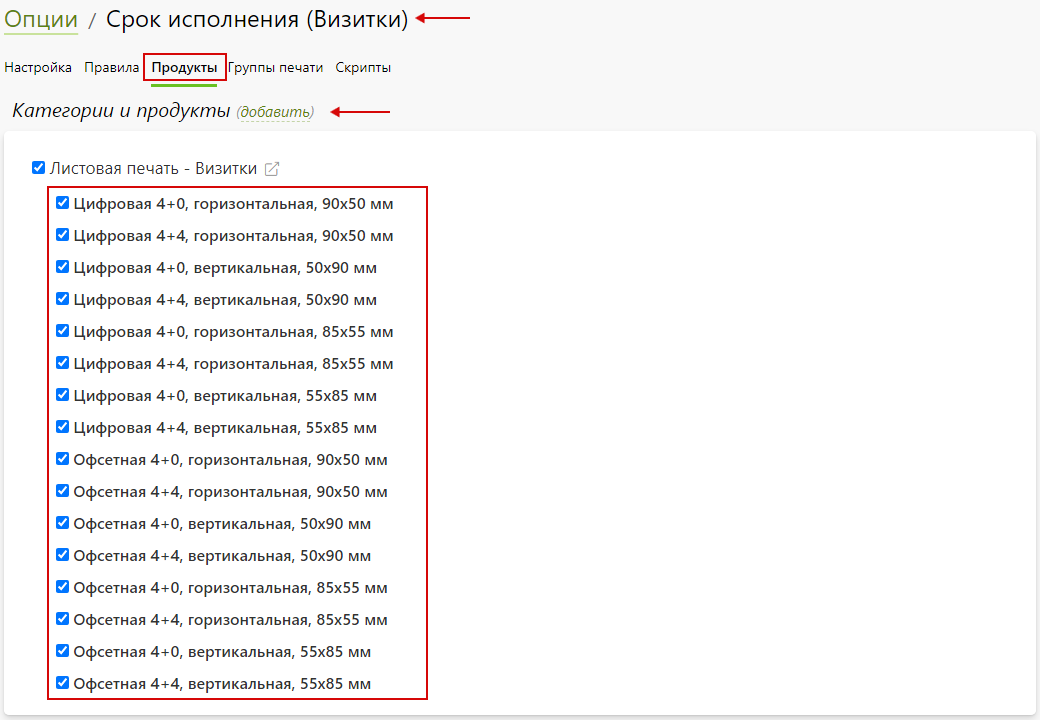 Опции / Срок исполнения (Визитки)
Настройка Правила Продукты Группы печати Скрипты
Категории и продукты (добавить)
Листовая печать - Визитки
Цифровая 4+0, горизонтальная, 90x50 мм
Цифровая 4+4, горизонтальная, 90x50 мм
Цифровая 4+0, вертикальная, 50x90 мм
Цифровая 4+4, вертикальная, 50x90 мм
Цифровая 4+0, горизонтальная, 85x55 мм
Цифровая 4+4, горизонтальная, 85x55 мм
Цифровая 4+0, вертикальная, 55x85 мм
Цифровая 4+4, вертикальная, 55x85 мм
Офсетная 4+0, горизонтальная, 90x50 мм
Офсетная 4+4, горизонтальная, 90x50 мм
Офсетная 4+0, вертикальная, 50x90 мм
Офсетная 4+4, вертикальная, 50x90 мм
Офсетная 4+0, горизонтальная, 85x55 мм
Офсетная 4+4, горизонтальная, 85x55 мм
Офсетная 4+0, вертикальная, 55x85 мм
Офсетная 4+4, вертикальная, 55x85 мм